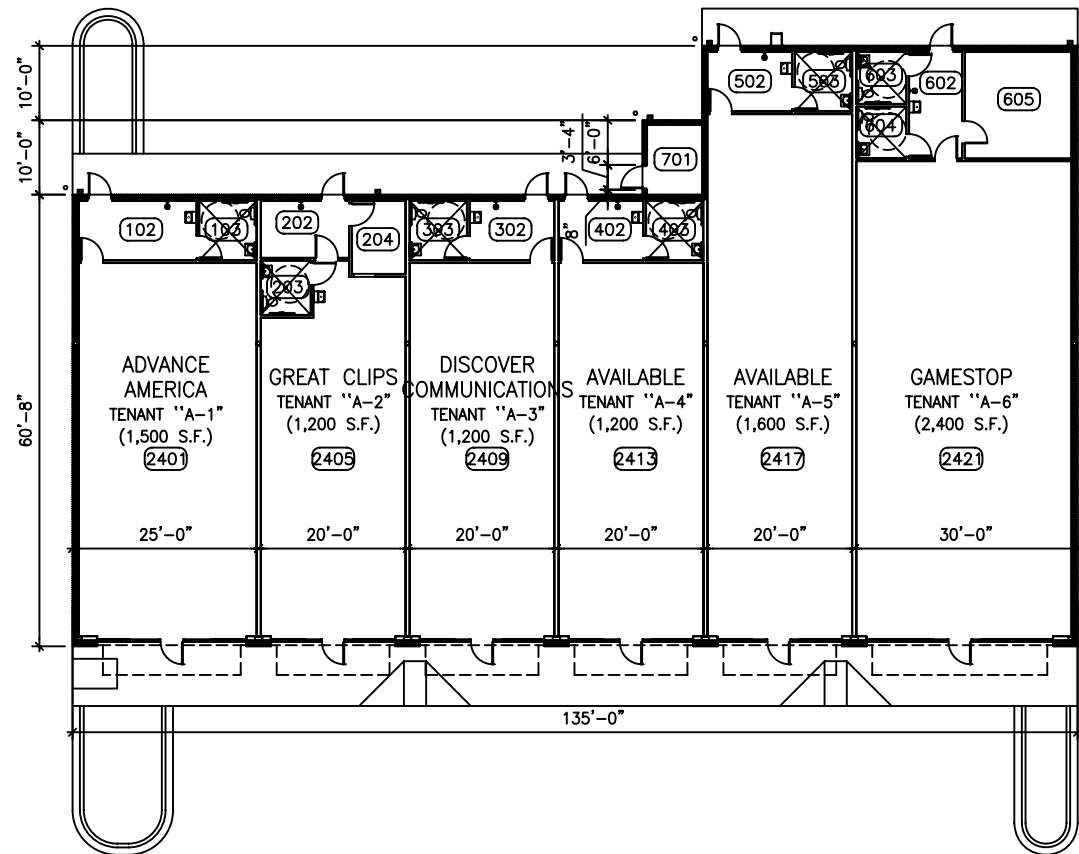 10'-0"
10'-0"
3'-4"
6'-0"
8"
60'-8"
502
503
603
602
605
604
701
102
103
202
204
303
302
402
403
203
ADVANCE
AMERICA
TENANT "A-1"
(1,500 S.F.)
2401
GREAT CLIPS
TENANT "A-2"
(1,200 S.F.)
2405
DISCOVER
COMMUNICATIONS
TENANT "A-3"
(1,200 S.F.)
2409
AVAILABLE
TENANT "A-4"
(1,200 S.F.)
2413
AVAILABLE
TENANT "A-5"
(1,600 S.F.)
2417
GAMESTOP
TENANT "A-6"
(2,400 S.F.)
2421
25'-0"
20'-0"
20'-0"
20'-0"
20'-0"
30'-0"
135'-0"